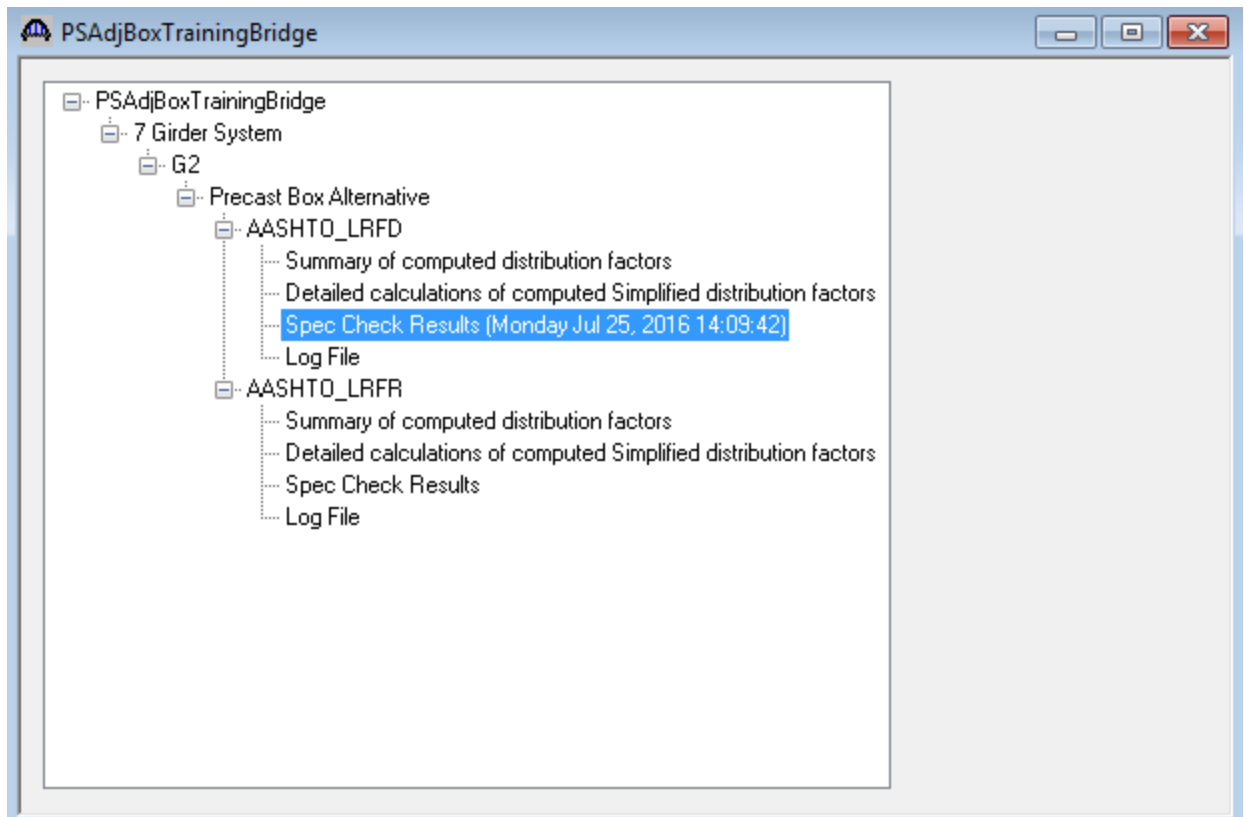 PSAdjBoxTrainingBridge
PSAdjBoxTrainingBridge
7 Girder System
G2
Precast Box Alternative
AASHTO_LRFD
Summary of computed distribution factors
Detailed calculations of computed Simplified distribution factors
Spec Check Results (Monday Jul 25, 2016 14:09:42)
Log File
AASHTO_LRFR
Summary of computed distribution factors
Detailed calculations of computed Simplified distribution factors
Spec Check Results
Log File